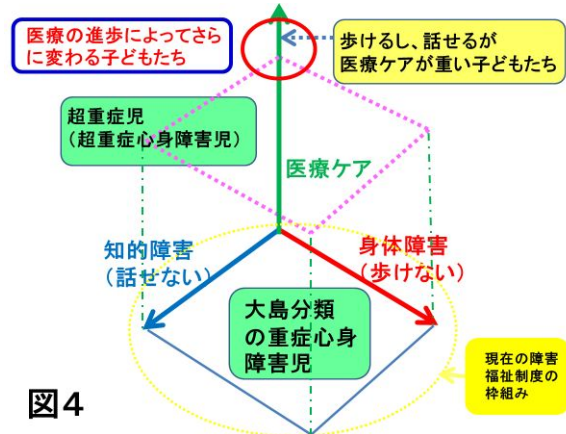 医療の進歩によってさら
に変わる子どもたち
歩けるし、話せるが
医療ケアが重い子どもたち
超重症児
（超重症心身障害児）
医療ケア
知的障害
（話せない）
身体障害
（歩けない）
大島分類
の重症心身
障害児
現在の障害
福祉制度の
枠組み
図４